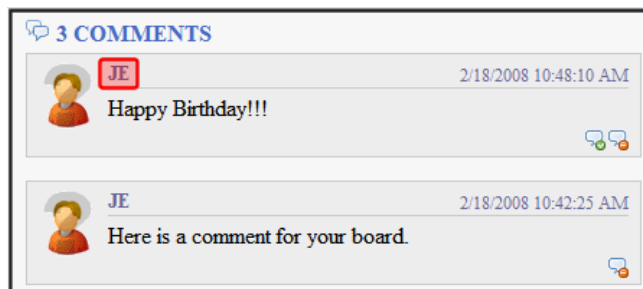 3 COMMENTS
JE 2/18/2008 10:48:10 AM
Happy Birthday!!!
JE 2/18/2008 10:42:25 AM
Here is a comment for your board.